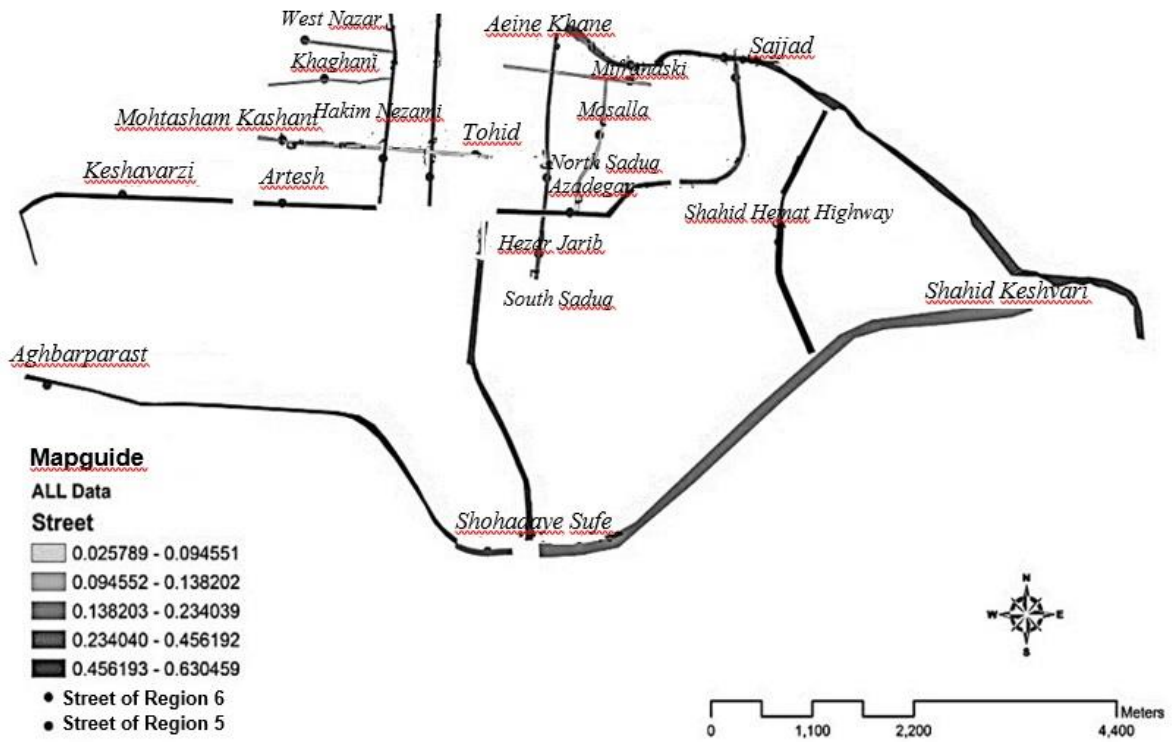 West Nazar
Aeine Khane
Sajjad
Khaghani
Mohtasham Kashani
Hakim Nezami
Mosalla
Tohid
North Sadug
Keshavarzi
Artesh
Azadegan
Shahid Hemat Highway
Hezar Jarib
Shahid Keshvari
South Sadug
Aghbarparast
Mapguide
ALL Data
Street
0.025789 - 0.094551
0.094552 - 0.138202
0.138203 - 0.234039
0.234040 - 0.456192
0.456193 - 0.630459
Street of Region 6
Street of Region 5
Shohadaye Sufe
N
W E
S
Meters
0 1,100 2,200 4,400